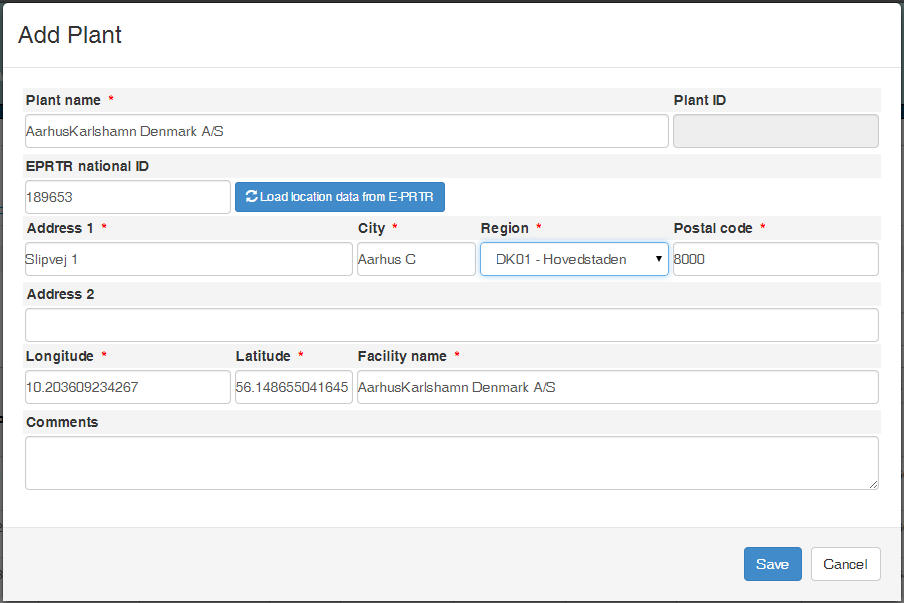 Add Plant
Plant name * Plant ID
AarhusKarlshamn Denmark A/S
EPRTR national ID
189653 Load location data from E-PRTR
Address 1 * City * Region * Postal code *
Slipvej 1 Aarhus C DK01 - Hovedstaden 8000
Address 2
Longitude * Latitude * Facility name *
10.203609234267 56.148655041645 AarhusKarlshamn Denmark A/S
Comments
Save Cancel